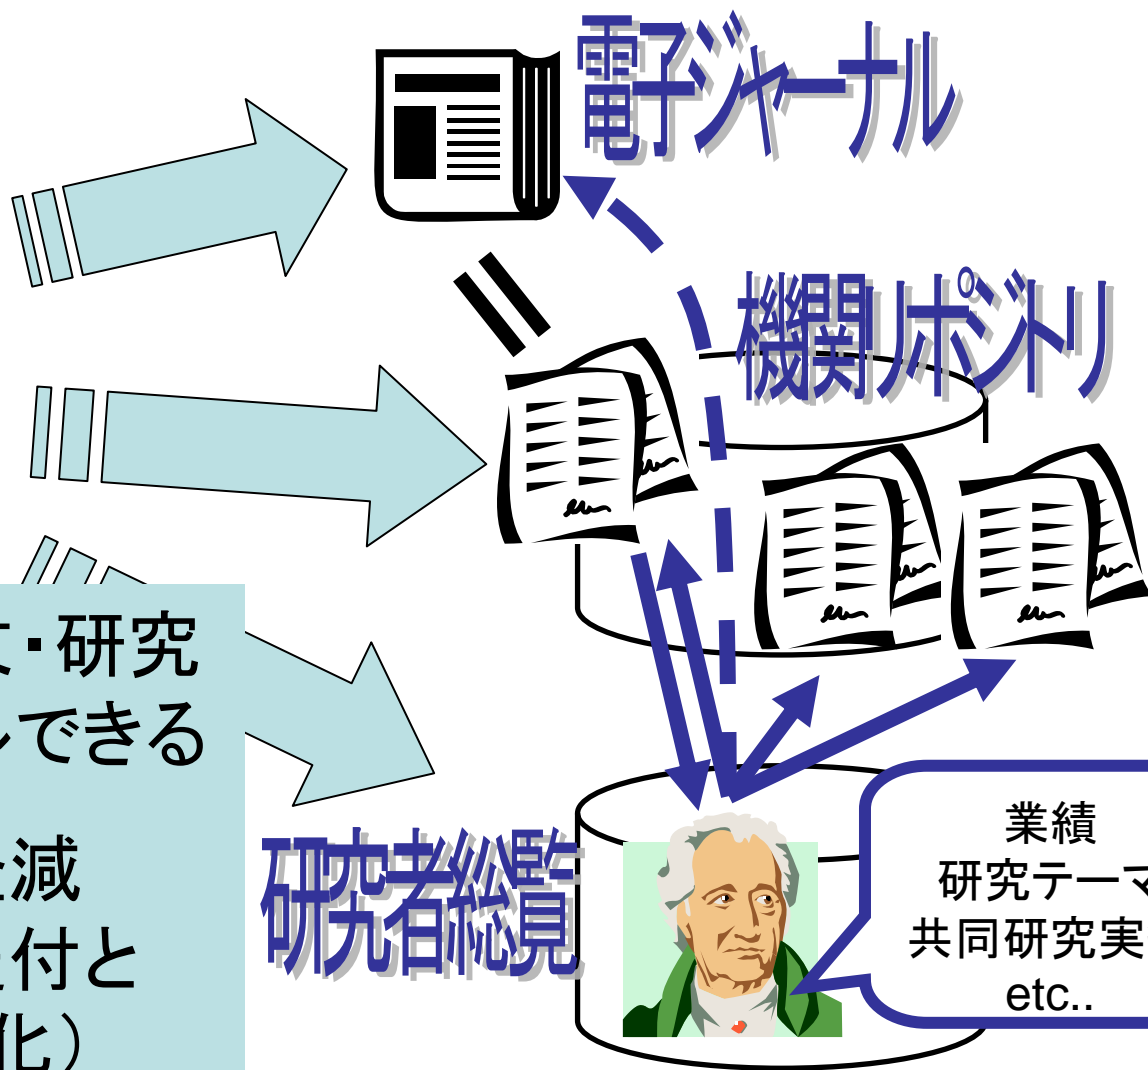 電子ジャーナル
機関リポジトリ
文・研究
ルできる
減
付と
化）
研究者総覧
業績
研究テーマ
共同研究実
etc..